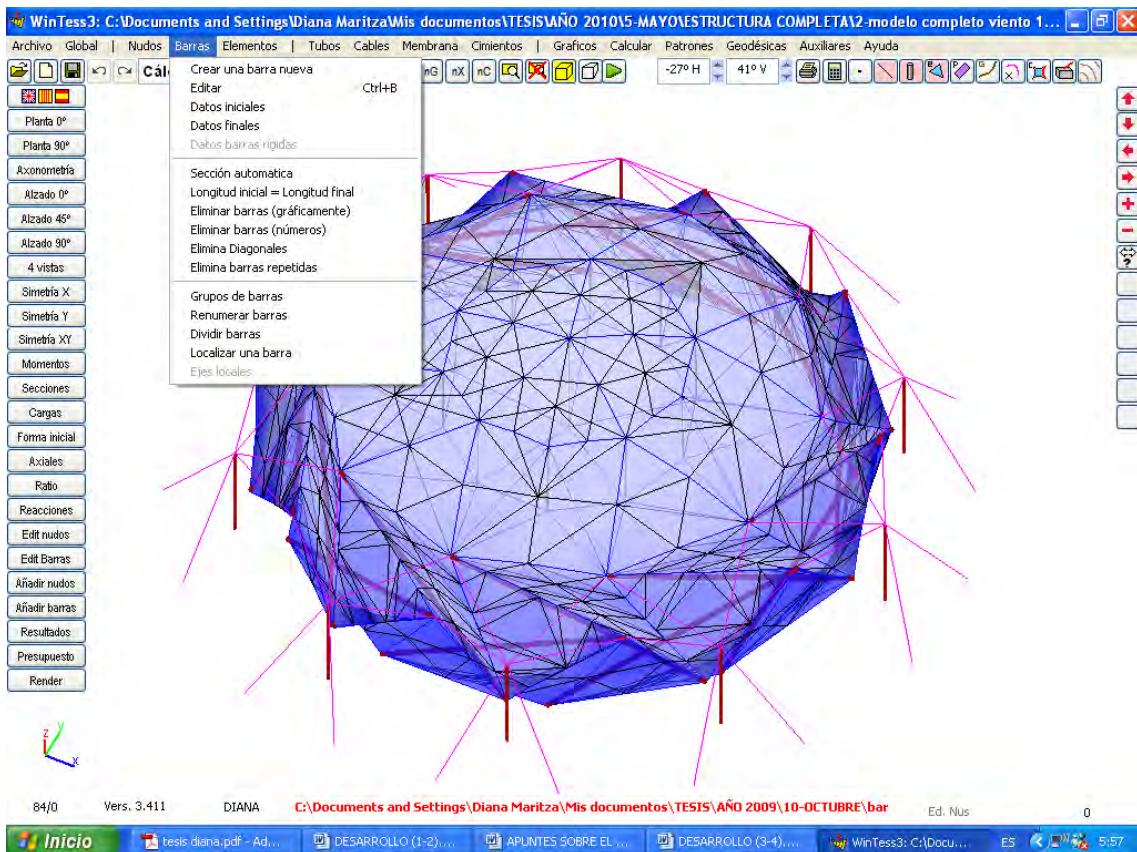 WinTess3: C:\Documents and Settings\Diana Maritza\Mis documentos\TESIS\AÑO 2010\5-MAYO\ESTRUCTURA COMPLETA\2-modelo completo viento 1...
Archivo Global | Nudos Barras Elementos | Tubos Cables Membrana Cimientos | Graficos Calcular Patrones Geodésicas Auxiliares Ayuda
nG nX nC -27º H 41º V
Crear una barra nueva
Editar Ctrl+B
Datos iniciales
Datos finales
Datos barras rigidas
Sección automatica
Longitud inicial = Longitud final
Eliminar barras (gráficamente)
Eliminar barras (números)
Elimina Diagonales
Elimina barras repetidas
Grupos de barras
Renumerar barras
Dividir barras
Localizar una barra
Ejes locales
Planta 0º
Planta 90º
Axonometría
Alzado 0º
Alzado 45º
Alzado 90º
4 vistas
Simetría X
Simetría Y
Simetría XY
Momentos
Secciones
Cargas
Forma inicial
Axiales
Ratio
Reacciones
Edit nudos
Edit Barras
Añadir nudos
Añadir barras
Resultados
Presupuesto
Render
z y
x
84/0 Vers. 3.411 DIANA C:\Documents and Settings\Diana Maritza\Mis documentos\TESIS\AÑO 2009\10-OCTUBRE\bar Ed. Nus 0
Inicio tesis diana.pdf - Ad... DESARROLLO (1-2).... APUNTES SOBRE EL ... DESARROLLO (3-4).... WinTess3: C:\Docu... ES 5:57